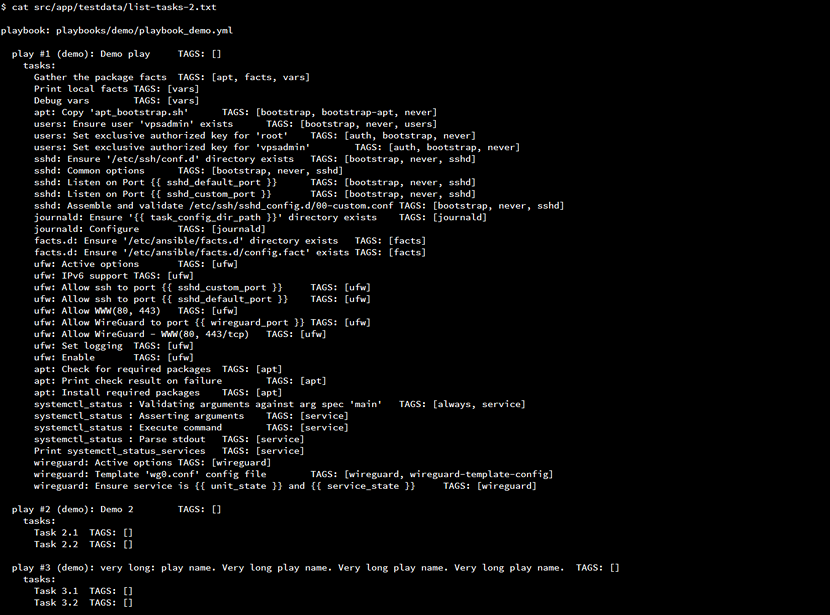 $ cat src/app/testdata/list-tasks-2.txt
playbook: playbooks/demo/playbook_demo.yml
play #1 (demo): Demo play TAGS: []
tasks:
Gather the package facts TAGS: [apt, facts, vars]
Print local facts TAGS: [vars]
Debug vars TAGS: [vars]
apt: Copy 'apt_bootstrap.sh' TAGS: [bootstrap, bootstrap-apt, never]
users: Ensure user 'vpsadmin' exists TAGS: [bootstrap, never, users]
users: Set exclusive authorized key for 'root' TAGS: [auth, bootstrap, never]
users: Set exclusive authorized key for 'vpsadmin' TAGS: [auth, bootstrap, never]
sshd: Ensure '/etc/ssh/conf.d' directory exists TAGS: [bootstrap, never, sshd]
sshd: Common options TAGS: [bootstrap, never, sshd]
sshd: Listen on Port {{ sshd_default_port }} TAGS: [bootstrap, never, sshd]
sshd: Listen on Port {{ sshd_custom_port }} TAGS: [bootstrap, never, sshd]
sshd: Assemble and validate /etc/ssh/sshd_config.d/00-custom.conf TAGS: [bootstrap, never, sshd]
journald: Ensure '{{ task_config_dir_path }}' directory exists TAGS: [journald]
journald: Configure TAGS: [journald]
facts.d: Ensure '/etc/ansible/facts.d' directory exists TAGS: [facts]
facts.d: Ensure '/etc/ansible/facts.d/config.fact' exists TAGS: [facts]
ufw: Active options TAGS: [ufw]
ufw: IPv6 support TAGS: [ufw]
ufw: Allow ssh to port {{ sshd_custom_port }} TAGS: [ufw]
ufw: Allow ssh to port {{ sshd_default_port }} TAGS: [ufw]
ufw: Allow WWW(80, 443) TAGS: [ufw]
ufw: Allow WireGuard to port {{ wireguard_port }} TAGS: [ufw]
ufw: Allow WireGuard - WWW(80, 443/tcp) TAGS: [ufw]
ufw: Set logging TAGS: [ufw]
ufw: Enable TAGS: [ufw]
apt: Check for required packages TAGS: [apt]
apt: Print check result on failure TAGS: [apt]
apt: Install required packages TAGS: [apt]
systemctl_status : Validating arguments against arg spec 'main' TAGS: [always, service]
systemctl_status : Asserting arguments TAGS: [service]
systemctl_status : Execute command TAGS: [service]
systemctl_status : Parse stdout TAGS: [service]
Print systemctl_status_services TAGS: [service]
wireguard: Active options TAGS: [wireguard]
wireguard: Template 'wg0.conf' config file TAGS: [wireguard, wireguard-template-config]
wireguard: Ensure service is {{ unit_state }} and {{ service_state }} TAGS: [wireguard]
play #2 (demo): Demo 2 TAGS: []
tasks:
Task 2.1 TAGS: []
Task 2.2 TAGS: []
play #3 (demo): very long: play name. Very long play name. Very long play name. Very long play name. TAGS: []
tasks:
Task 3.1 TAGS: []
Task 3.2 TAGS: []